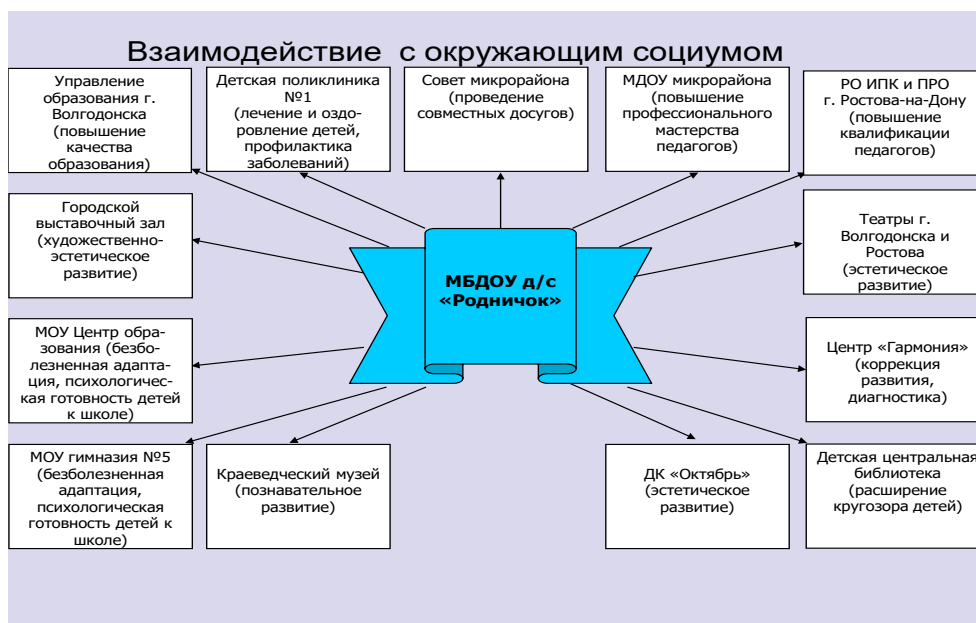 Взаимодействие с окружающим социумом
Управление
образования г.
Волгодонска
(повышение
качества
образования)
Детская поликлиника
№1
(лечение и оздо-
ровление детей,
профилактика
заболеваний)
Совет микрорайона
(проведение
совместных досугов)
МДОУ микрорайона
(повышение
профессионального
мастерства
педагогов)
РО ИПК и ПРО
г. Ростова-на-Дону
(повышение
квалификации
педагогов)
Городской
выставочный зал
(художественно-
эстетическое
развитие)
МБДОУ д/с
«Родничок»
Театры г.
Волгодонска и
Ростова
(эстетическое
развитие)
МОУ Центр обра-
зования (безбо-
лезненная адапта-
ция, психологичес-
кая готовность детей
к школе)
Центр «Гармония»
(коррекция
развития,
диагностика)
МОУ гимназия №5
(безболезненная
адаптация,
психологическая
готовность детей к
школе)
Краеведческий музей
(познавательное
развитие)
ДК «Октябрь»
(эстетическое
развитие)
Детская центральная
библиотека
(расширение
кругозора детей)